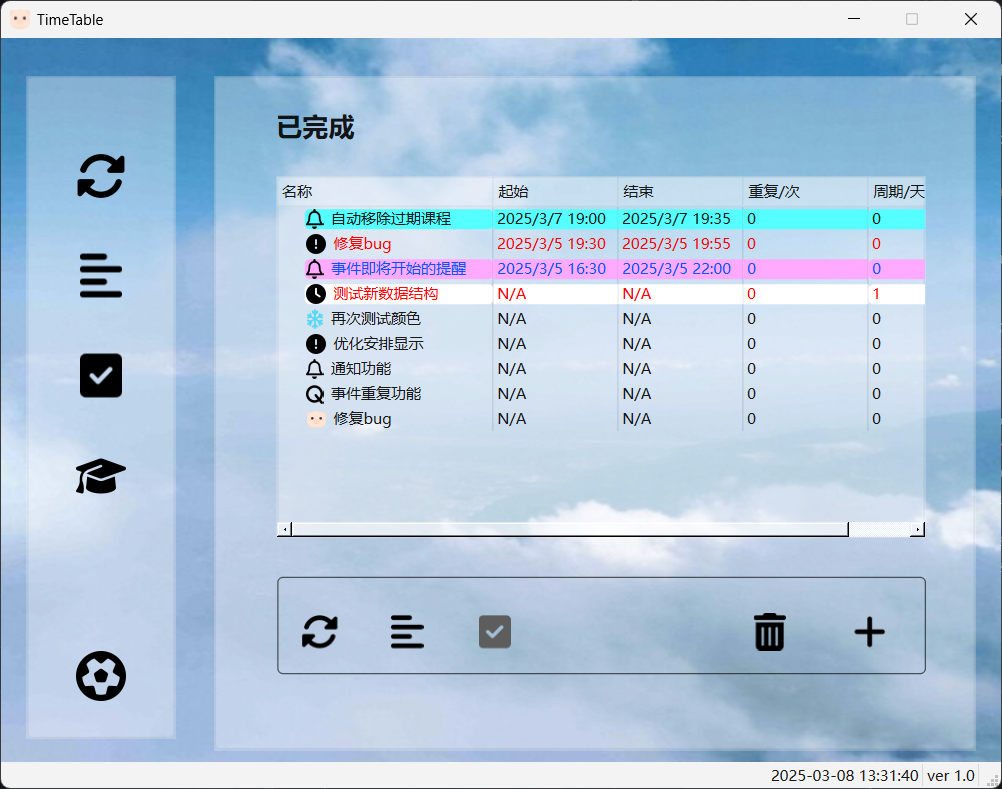 TimeTable
已完成
名称 起始 结束 重复/次 周期/天
自动移除过期课程 2025/3/7 19:00 2025/3/7 19:35 0 0
修复bug 2025/3/5 19:30 2025/3/5 19:55 0 0
事件即将开始的提醒 2025/3/5 16:30 2025/3/5 22:00 0 0
测试新数据结构 N/A N/A 0 1
再次测试颜色 N/A N/A 0 0
优化安排显示 N/A N/A 0 0
通知功能 N/A N/A 0 0
事件重复功能 N/A N/A 0 0
修复bug N/A N/A 0 0
2025-03-08 13:31:40 ver 1.0